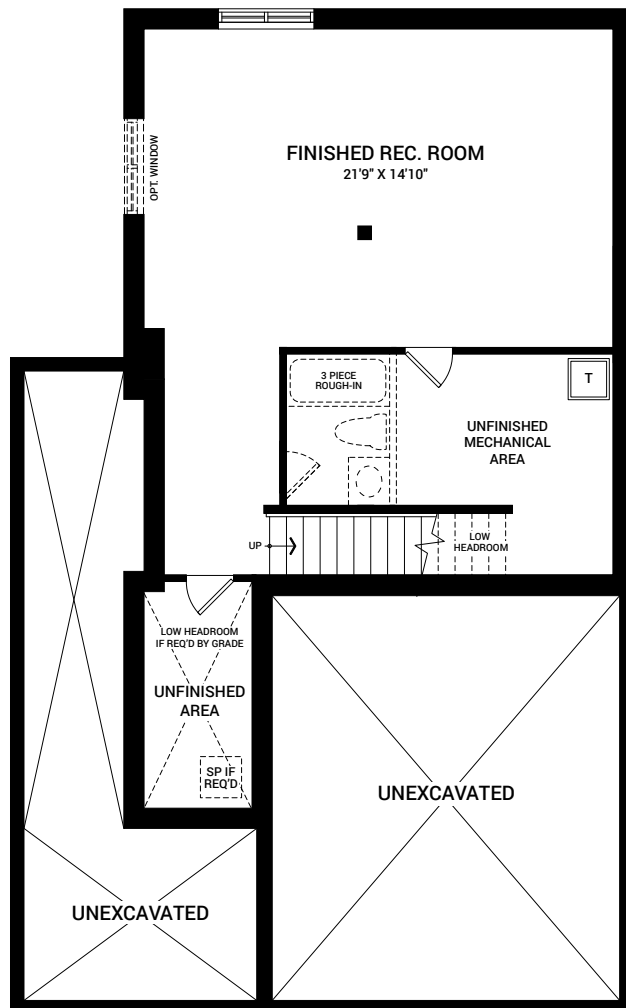 OPT. WINDOW
FINISHED REC. ROOM
21'9" X 14'10"
3 PIECE
ROUGH-IN
T
UNFINISHED
MECHANICAL
AREA
UP
LOW
HEADROOM
LOW HEADROOM
IF REQ'D BY GRADE
UNFINISHED
AREA
SP IF
REQ'D
UNEXCAVATED
UNEXCAVATED